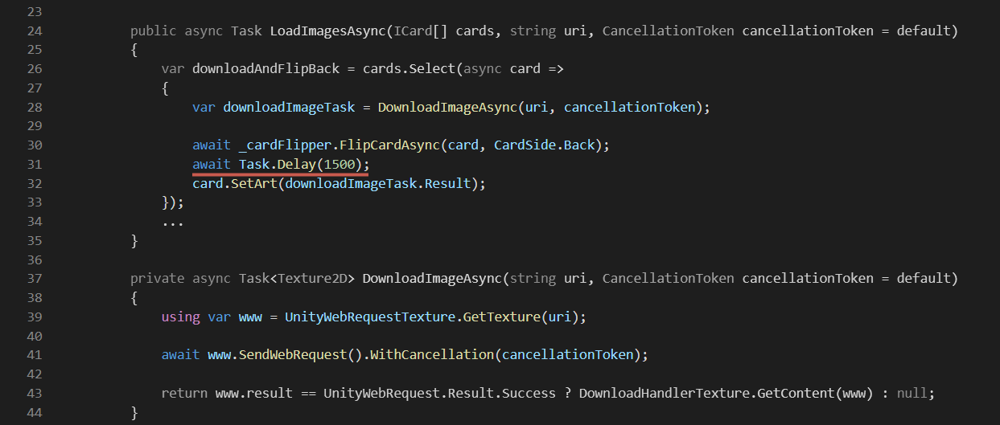 23
24 public async Task LoadImagesAsync(ICard[] cards, string uri, CancellationToken cancellationToken = default)
25 {
26 var downloadAndFlipBack = cards.Select(async card =>
27 {
28 var downloadImageTask = DownloadImageAsync(uri, cancellationToken);
29
30 await _cardFlipper.FlipCardAsync(card, CardSide.Back);
31 await Task.Delay(1500);
32 card.SetArt(downloadImageTask.Result);
33 });
34 ...
35 }
36
37 private async Task<Texture2D> DownloadImageAsync(string uri, CancellationToken cancellationToken = default)
38 {
39 using var www = UnityWebRequestTexture.GetTexture(uri);
40
41 await www.SendWebRequest().WithCancellation(cancellationToken);
42
43 return www.result == UnityWebRequest.Result.Success ? DownloadHandlerTexture.GetContent(www) : null;
44 }